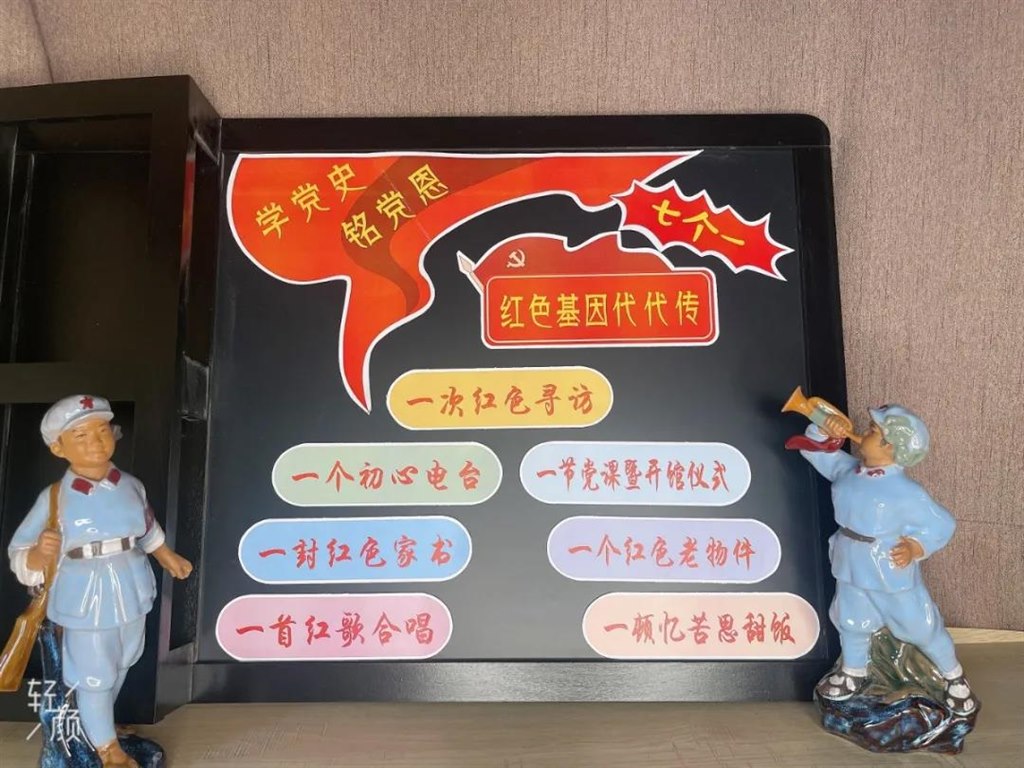 学党史
铭党恩
七个一
红色基因代代传
一次红色寻访
一个初心电台
一节党课暨开馆仪式
一封红色家书
一个红色老物件
一首红歌合唱
一顿忆苦思甜饭
轻
颜